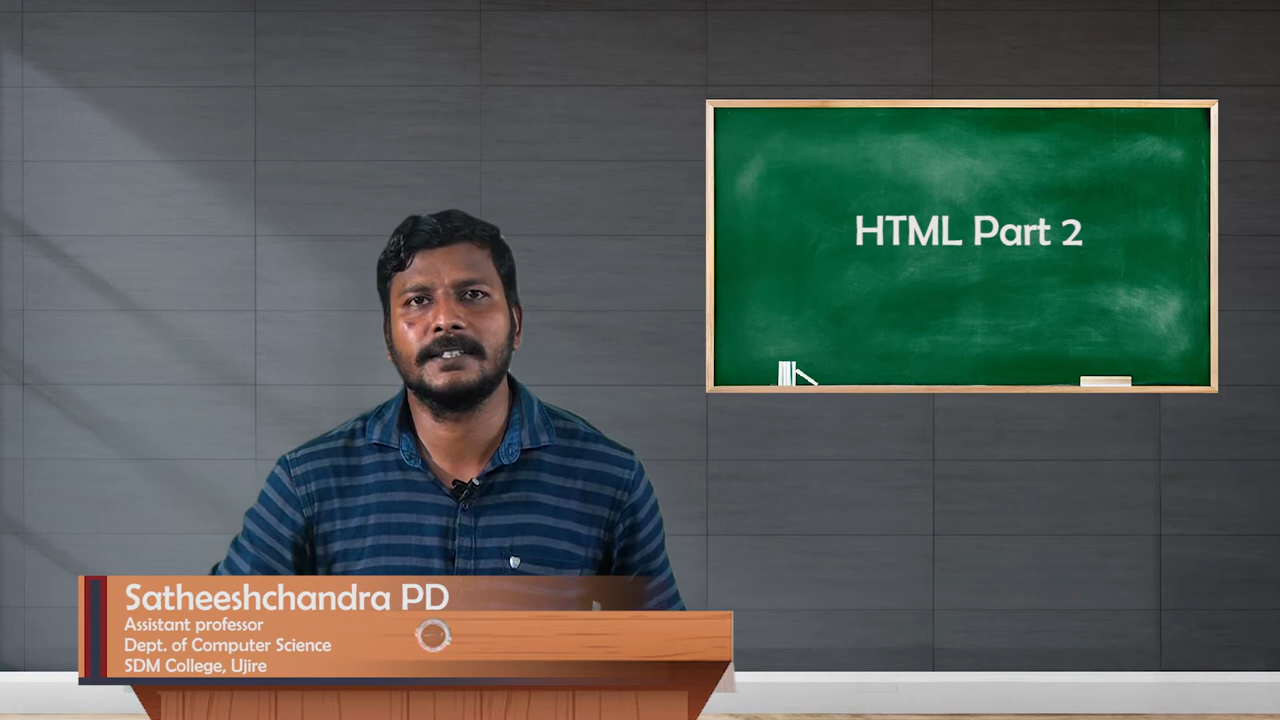 HTML Part 2
Satheeshchandra PD
Assistant professor
Dept. of Computer Science
SDM College, Ujire